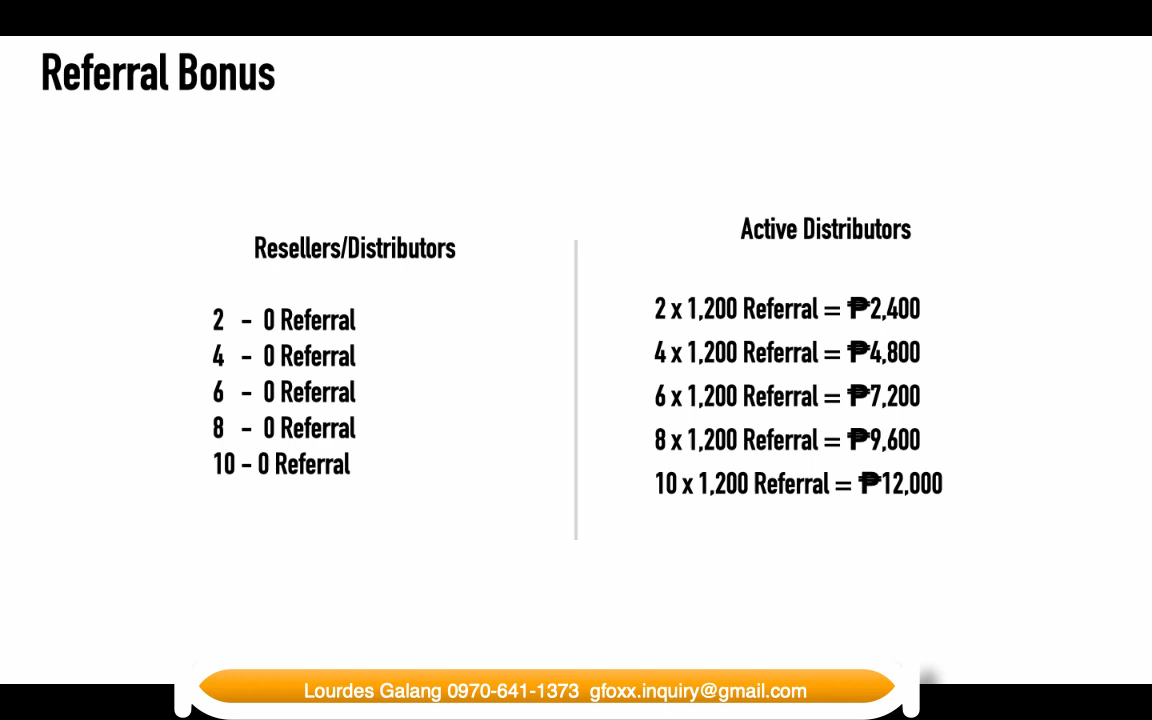 Referral Bonus
Resellers/Distributors
2 - 0 Referral
4 - 0 Referral
6 - 0 Referral
8 - 0 Referral
10 - 0 Referral
Active Distributors
2 x 1,200 Referral = ₱2,400
4 x 1,200 Referral = ₱4,800
6 x 1,200 Referral = ₱7,200
8 x 1,200 Referral = ₱9,600
10 x 1,200 Referral = ₱12,000
Lourdes Galang 0970-641-1373 gfoxx.inquiry@gmail.com